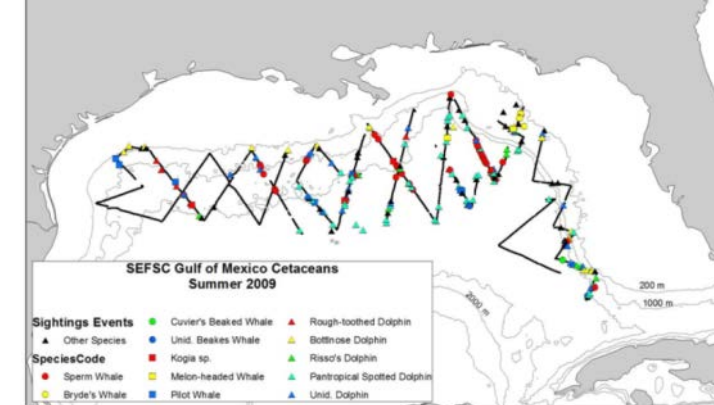 SEFSC Gulf of Mexico Cetaceans
Summer 2009
Sightings Events
Other Species
SpeciesCode
Sperm Whale
Bryde's Whale
Cuvier's Beaked Whale
Unid. Beakes Whale
Kogia sp.
Melon-headed Whale
Pilot Whale
Rough-toothed Dolphin
Bottlnose Dolphin
Risso's Dolphin
Pantropical Spotted Dolphin
Unid. Dolphin
200 m
1000 m
2000 m